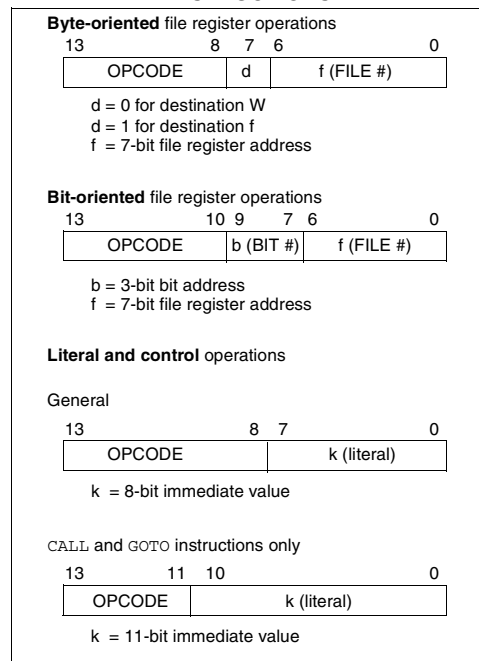 Byte-oriented file register operations
13 8 7 6 0
OPCODE d f (FILE #)
d = 0 for destination W
d = 1 for destination f
f = 7-bit file register address
Bit-oriented file register operations
13 10 9 7 6 0
OPCODE b (BIT #) f (FILE #)
b = 3-bit bit address
f = 7-bit file register address
Literal and control operations
General
13 8 7 0
OPCODE k (literal)
k = 8-bit immediate value
CALL and GOTO instructions only
13 11 10 0
OPCODE k (literal)
k = 11-bit immediate value